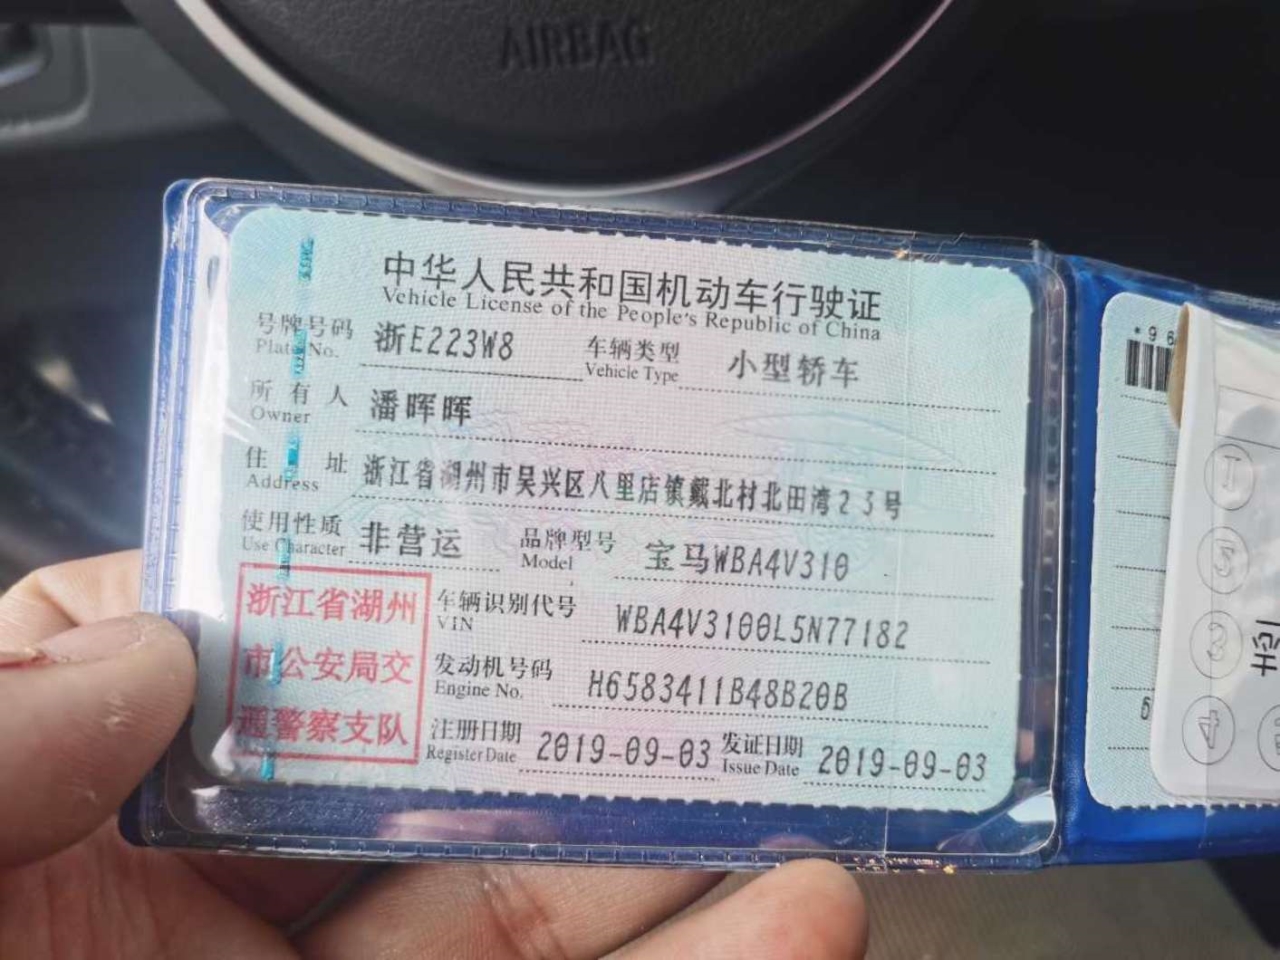 AIRBAG
中华人民共和国机动车行驶证
Vehicle License of the People's Republic of China
号牌号码 浙E223W8 车辆类型 小型轿车
Plate No. Vehicle Type
所有人 潘晖晖
Owner
住址 浙江省湖州市吴兴区八里店镇戴北村北田湾23号
Address
使用性质 非营运 品牌型号 宝马WBA4V310
Use Character Model
浙江省湖州
市公安局交
通警察支队
车辆识别代号 WBA4V3100L5N77182
VIN
发动机号码 H6583411B48B20B
Engine No.
注册日期 2019-09-03 发证日期 2019-09-03
Register Date Issue Date
*96
1
5
3
4